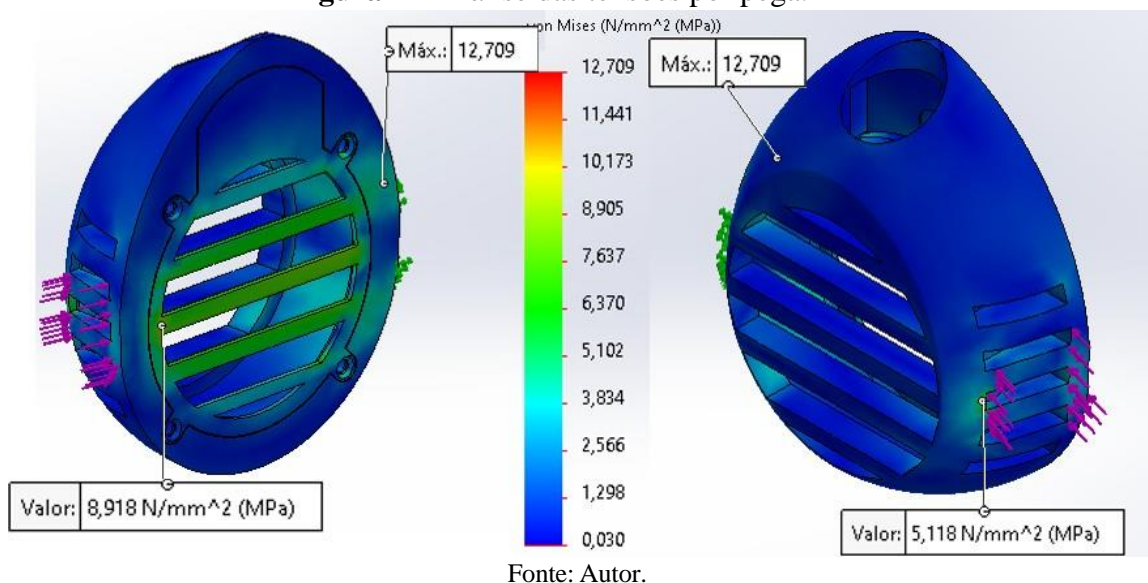 von Mises (N/mm^2 (MPa))
Máx.: 12,709
Máx.: 12,709
12,709
11,441
10,173
8,905
7,637
6,370
5,102
3,834
2,566
1,298
0,030
Valor: 8,918 N/mm^2 (MPa)
Valor: 5,118 N/mm^2 (MPa)
Fonte: Autor.